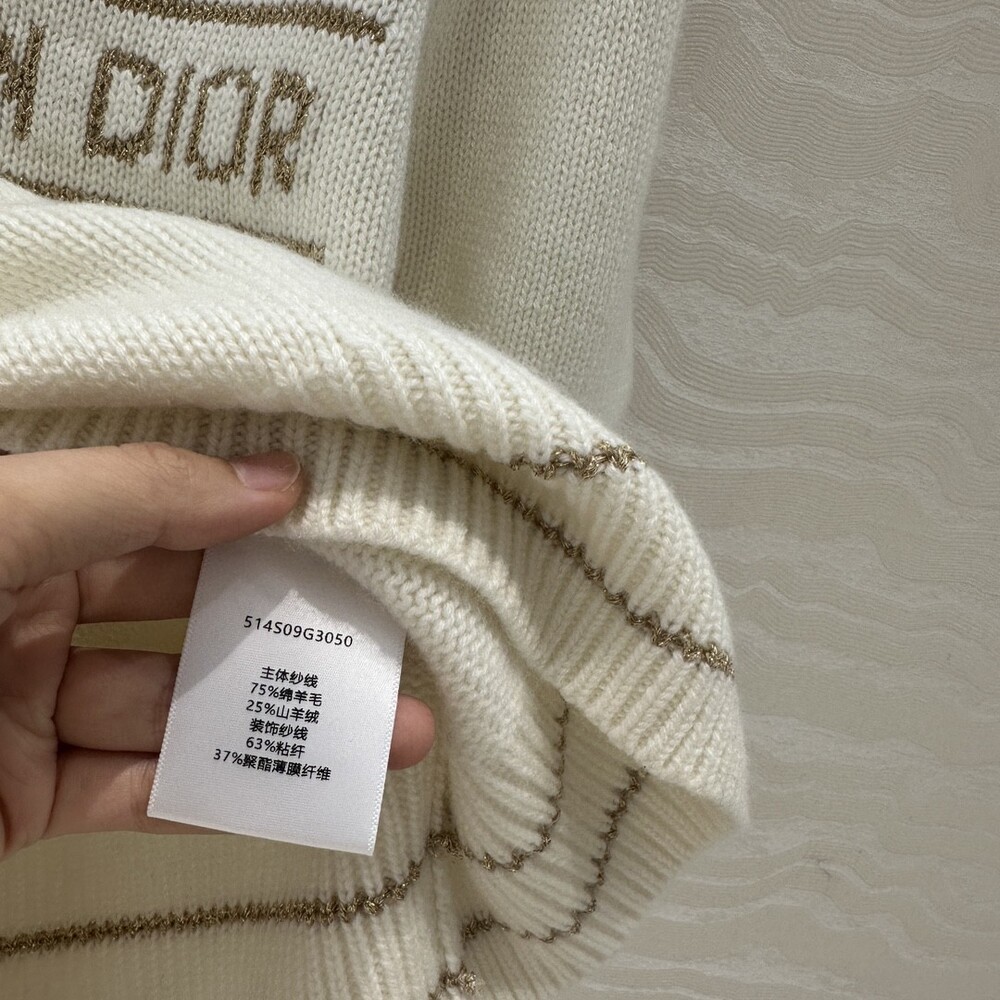 DIOR
514S09G3050
主体纱线
75%绵羊毛
25%山羊绒
装饰纱线
63%粘纤
37%聚酯薄膜纤维